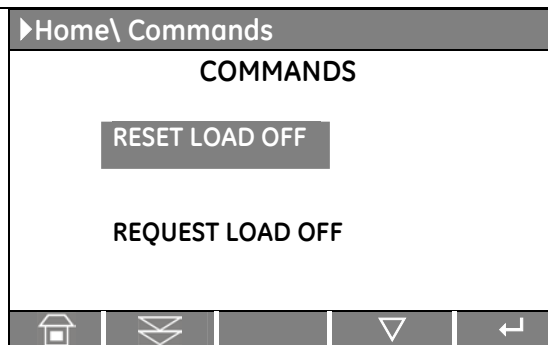 Home\ Commands
COMMANDS
RESET LOAD OFF
REQUEST LOAD OFF